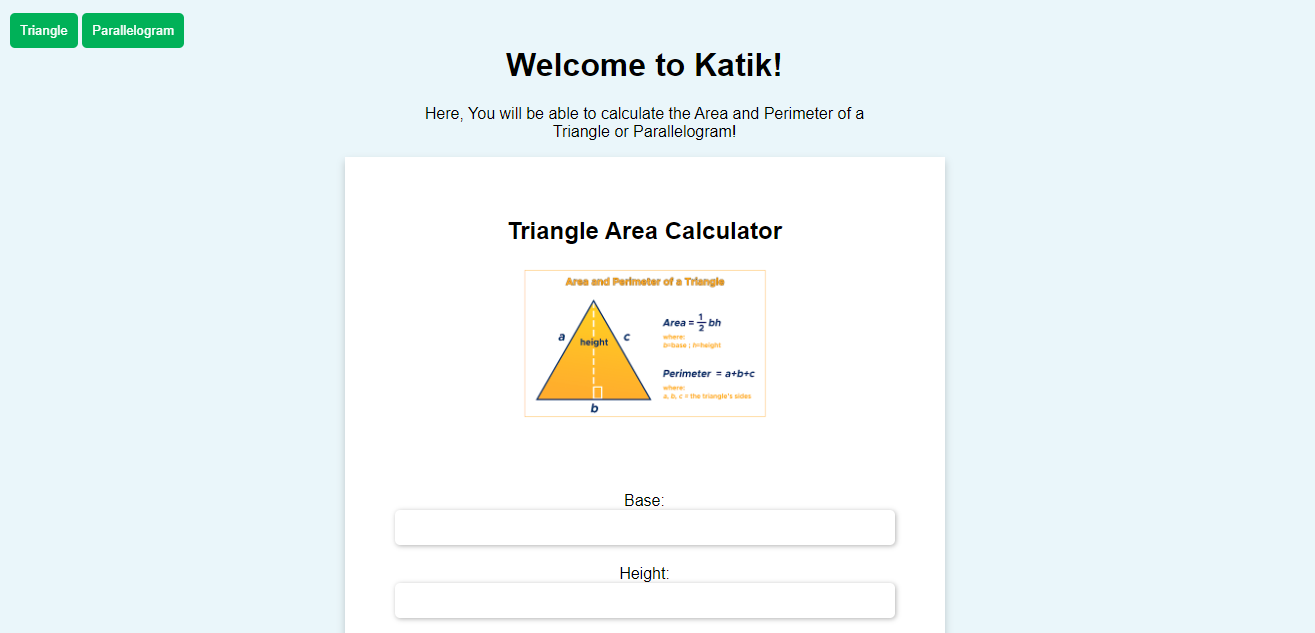 Triangle
Parallelogram
Welcome to Katik!
Here, You will be able to calculate the Area and Perimeter of a
Triangle or Parallelogram!
Triangle Area Calculator
Area and Perimeter of a Triangle
a
height
c
b
Area = 1/2 bh
where:
b=base ; h=height
Perimeter = a+b+c
where:
a, b, c = the triangle's sides
Base:
Height: